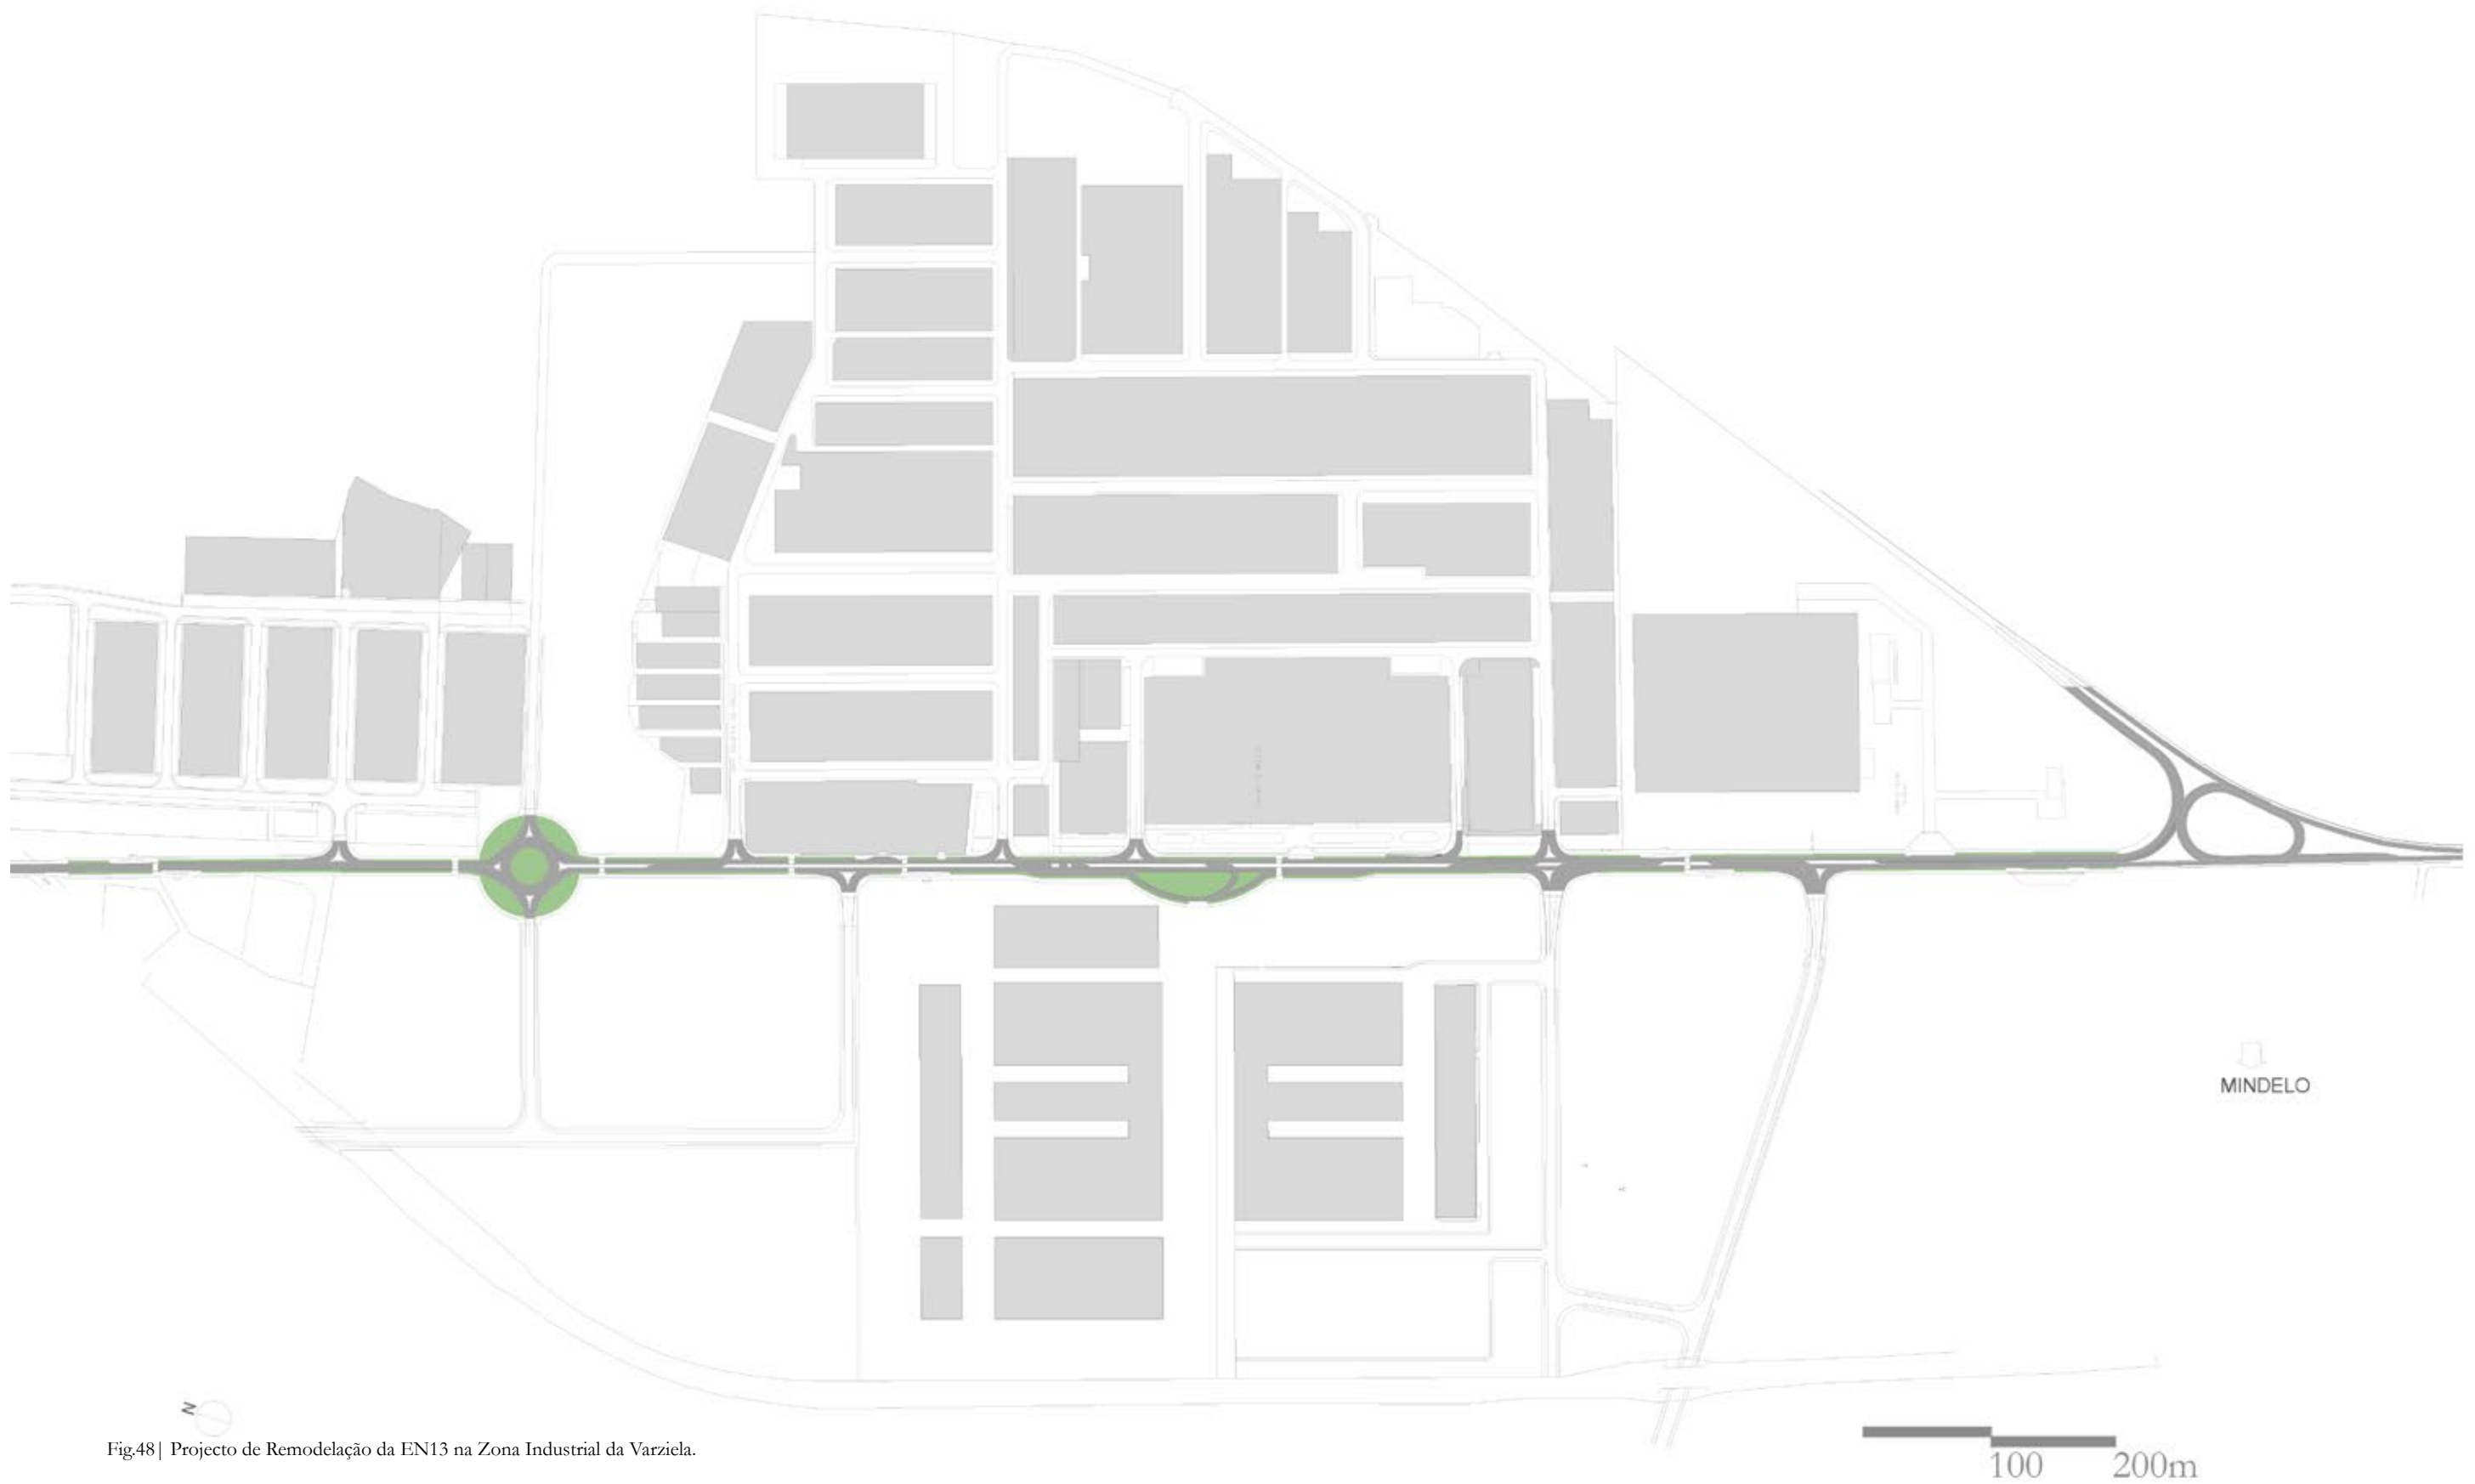 MINDELO
N
Fig.48| Projecto de Remodelação da EN13 na Zona Industrial da Varziela.
100 200m